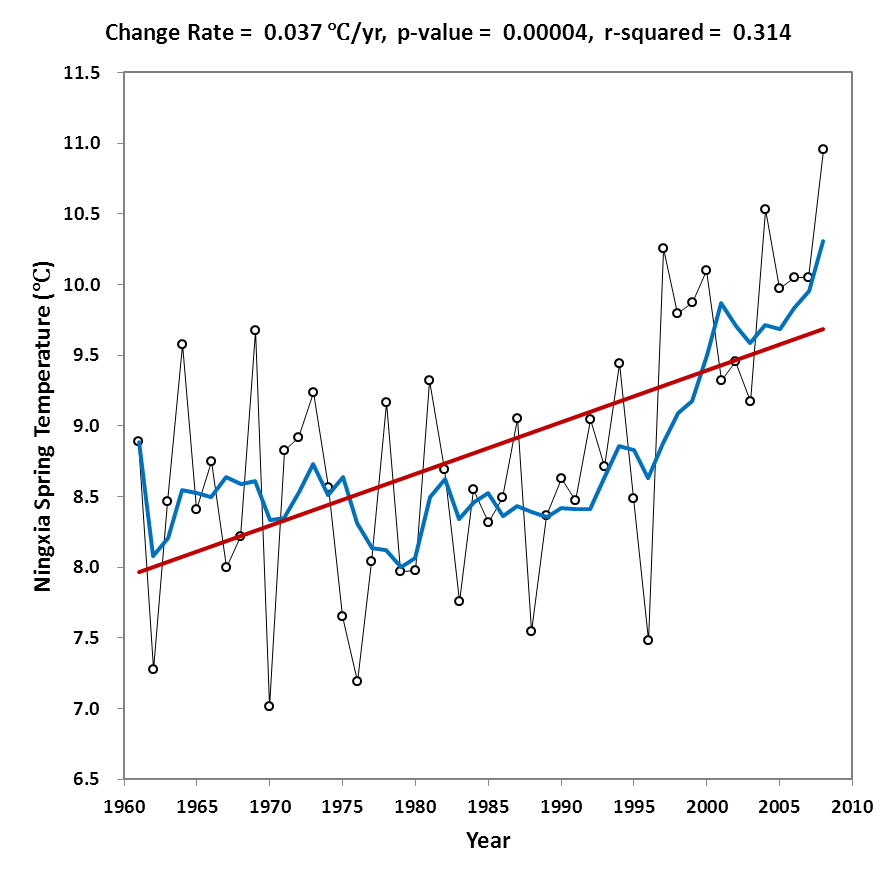 Change Rate = 0.037 ℃/yr, p-value = 0.00004, r-squared = 0.314
11.5
11.0
10.5
10.0
9.5
9.0
8.5
8.0
7.5
7.0
6.5
Ningxia Spring Temperature (℃)
1960 1965 1970 1975 1980 1985 1990 1995 2000 2005 2010
Year